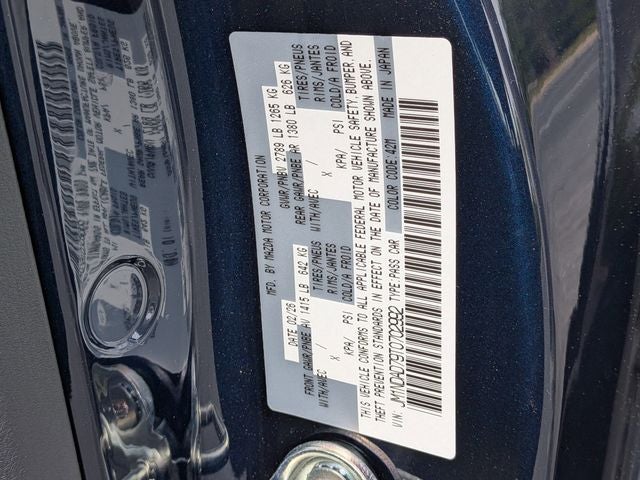 MFD. BY MAZDA MOTOR CORPORATION
DATE 02/26 GVWR/PNBV 2789 LB 1265 KG
FRONT GAWR/PNBE AV 1415 LB 642 KG REAR GAWR/PNBE AR 1380 LB 626 KG
TIRES/PNEUS TIRES/PNEUS
WITH/AVEC / RIMS/JANTES WITH/AVEC / RIMS/JANTES
X X
KPA/ PSI COLD/A FROID KPA/ PSI COLD/A FROID
THIS VEHICLE CONFORMS TO ALL APPLICABLE FEDERAL MOTOR VEHICLE SAFETY, BUMPER, AND
THEFT PREVENTION STANDARDS IN EFFECT ON THE DATE OF MANUFACTURE SHOWN ABOVE.
VIN: JM1NDAD79T0702992 TYPE:PASS CAR COLOR CODE:42M MADE IN JAPAN